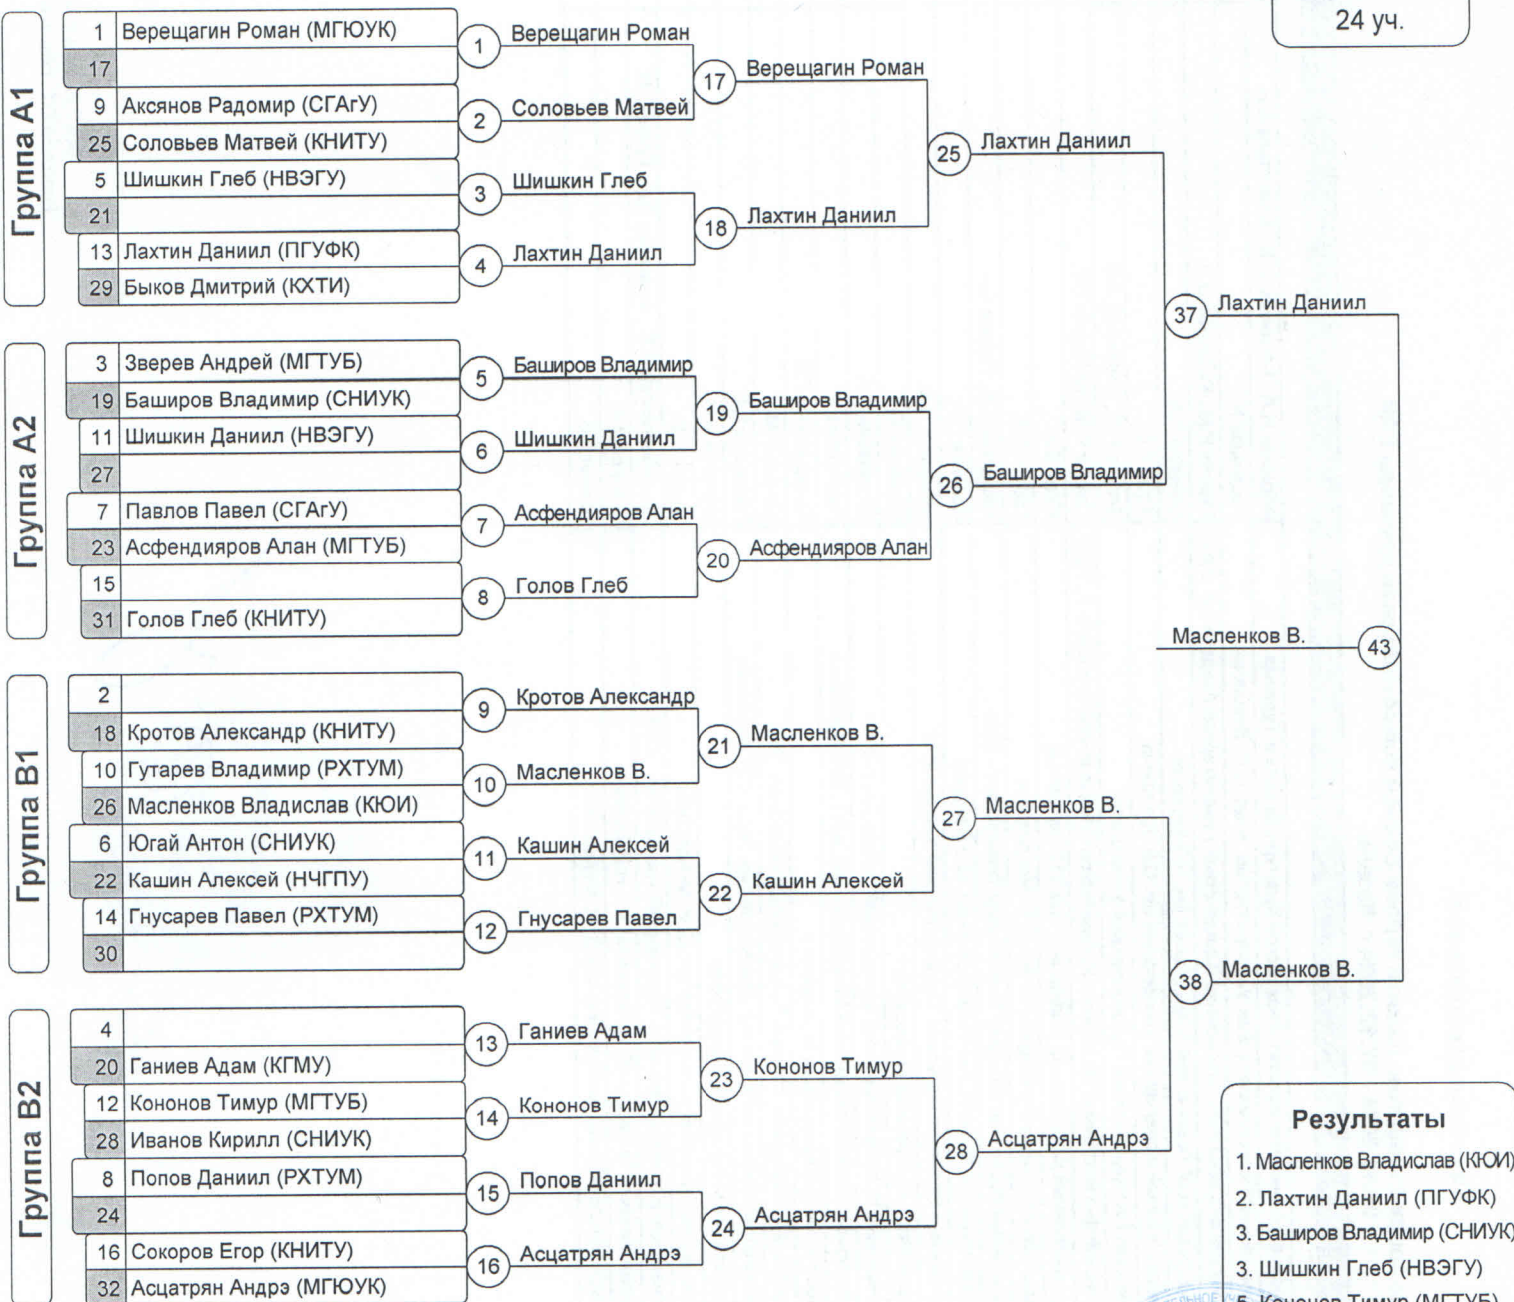 24 уч.
Группа A1
1 Верещагин Роман (МГЮУК)
17
9 Аксянов Радомир (СГАгУ)
25 Соловьев Матвей (КНИТУ)
5 Шишкин Глеб (НВЭГУ)
21
13 Лахтин Даниил (ПГУФК)
29 Быков Дмитрий (КХТИ)
1 Верещагин Роман
2 Соловьев Матвей
3 Шишкин Глеб
4 Лахтин Даниил
17 Верещагин Роман
18 Лахтин Даниил
25 Лахтин Даниил
Группа A2
3 Зверев Андрей (МГТУБ)
19 Баширов Владимир (СНИУК)
11 Шишкин Даниил (НВЭГУ)
27
7 Павлов Павел (СГАгУ)
23 Асфендияров Алан (МГТУБ)
15
31 Голов Глеб (КНИТУ)
5 Баширов Владимир
6 Шишкин Даниил
7 Асфендияров Алан
8 Голов Глеб
19 Баширов Владимир
20 Асфендияров Алан
26 Баширов Владимир
37 Лахтин Даниил
Группа B1
2
18 Кротов Александр (КНИТУ)
10 Гутарев Владимир (РХТУМ)
26 Масленков Владислав (КЮИ)
6 Югай Антон (СНИУК)
22 Кашин Алексей (НЧГПУ)
14 Гнусарев Павел (РХТУМ)
30
9 Кротов Александр
10 Масленков В.
11 Кашин Алексей
12 Гнусарев Павел
21 Масленков В.
22 Кашин Алексей
27 Масленков В.
Группа B2
4
20 Ганиев Адам (КГМУ)
12 Кононов Тимур (МГТУБ)
28 Иванов Кирилл (СНИУК)
8 Попов Даниил (РХТУМ)
24
16 Сокоров Егор (КНИТУ)
32 Асцатрян Андрэ (МГЮУК)
13 Ганиев Адам
14 Кононов Тимур
15 Попов Даниил
16 Асцатрян Андрэ
23 Кононов Тимур
24 Асцатрян Андрэ
28 Асцатрян Андрэ
38 Масленков В.
Масленков В. 43
Результаты
1. Масленков Владислав (КЮИ)
2. Лахтин Даниил (ПГУФК)
3. Баширов Владимир (СНИУК)
3. Шишкин Глеб (НВЭГУ)
5. Кононов Тимур (МГТУБ)